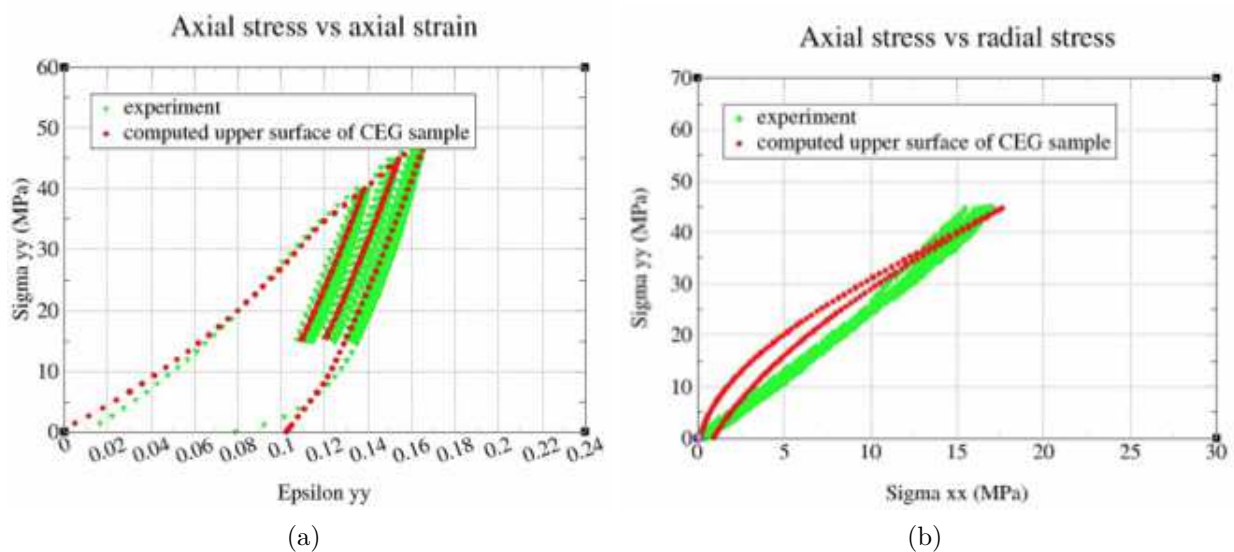 Axial stress vs axial strain
60
50
40
30
20
10
0
Sigma yy (MPa)
experiment
computed upper surface of CEG sample
0 0.02 0.04 0.06 0.08 0.1 0.12 0.14 0.16 0.18 0.2 0.22 0.24
Epsilon yy
(a)
Axial stress vs radial stress
70
60
50
40
30
20
10
0
Sigma yy (MPa)
experiment
computed upper surface of CEG sample
0 5 10 15 20 25 30
Sigma xx (MPa)
(b)